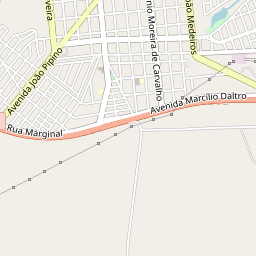 veira
Avenida João Pipino
nio Moreira de Carvalho
oão Medeiros
Avenida Marcílio Daltro
Rua Marginal